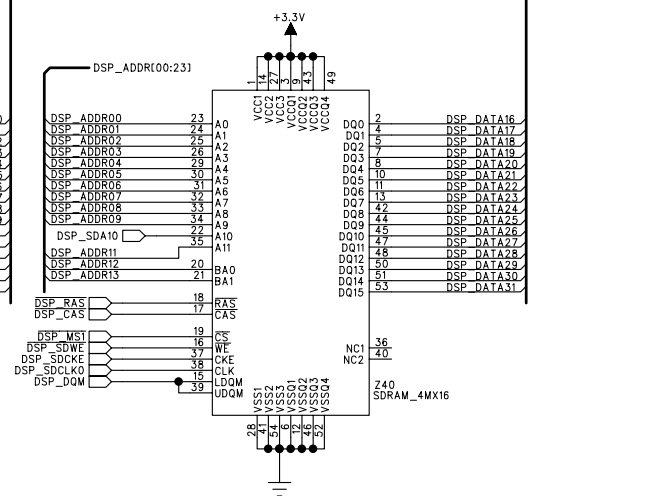 +3.3V
DSP_ADDR[00:23]
1 14 27 3 9 43 49
VCC1 VCC2 VCC3 VCCQ1 VCCQ2 VCCQ3 VCCQ4
DSP_ADDR00 23 A0 DQ0 2 DSP_DATA16
DSP_ADDR01 24 A1 DQ1 4 DSP_DATA17
DSP_ADDR02 25 A2 DQ2 5 DSP_DATA18
DSP_ADDR03 26 A3 DQ3 7 DSP_DATA19
DSP_ADDR04 29 A4 DQ4 8 DSP_DATA20
DSP_ADDR05 30 A5 DQ5 10 DSP_DATA21
DSP_ADDR06 31 A6 DQ6 11 DSP_DATA22
DSP_ADDR07 32 A7 DQ7 13 DSP_DATA23
DSP_ADDR08 33 A8 DQ8 42 DSP_DATA24
DSP_ADDR09 34 A9 DQ9 44 DSP_DATA25
DSP_SDA10 22 A10 DQ10 45 DSP_DATA26
35 A11 DQ11 47 DSP_DATA27
DSP_ADDR11 DQ12 48 DSP_DATA28
DSP_ADDR12 20 BA0 DQ13 50 DSP_DATA29
DSP_ADDR13 21 BA1 DQ14 51 DSP_DATA30
DQ15 53 DSP_DATA31
DSP_RAS 18 RAS
DSP_CAS 17 CAS
DSP_MS1 19 CS
DSP_SDWE 16 WE NC1 36
DSP_SDCKE 37 CKE NC2 40
DSP_SDCLK0 38 CLK
DSP_DQM 15 LDQM
39 UDQM
Z40
SDRAM_4MX16
VSS1 VSS2 VSS3 VSSQ1 VSSQ2 VSSQ3 VSSQ4
28 41 54 6 12 46 52